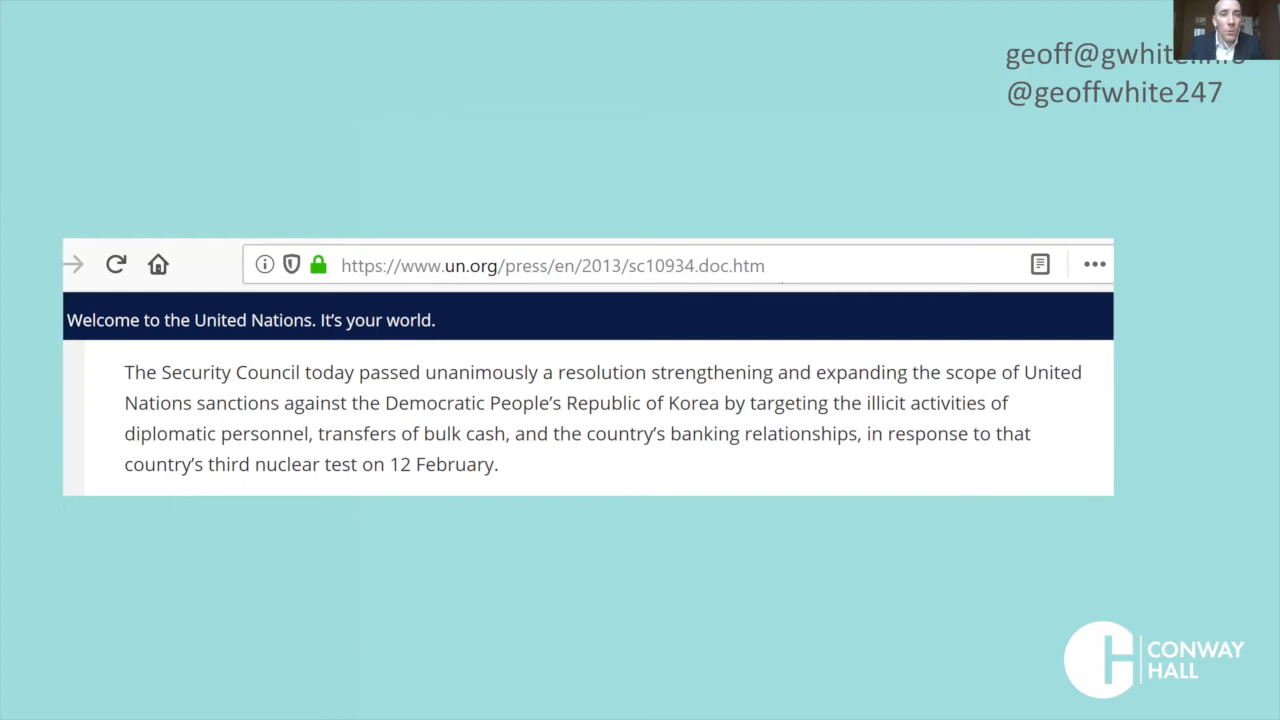 geoff@gwhite.info
@geoffwhite247
https://www.un.org/press/en/2013/sc10934.doc.htm
Welcome to the United Nations. It's your world.
The Security Council today passed unanimously a resolution strengthening and expanding the scope of United
Nations sanctions against the Democratic People's Republic of Korea by targeting the illicit activities of
diplomatic personnel, transfers of bulk cash, and the country's banking relationships, in response to that
country's third nuclear test on 12 February.
CONWAY
HALL